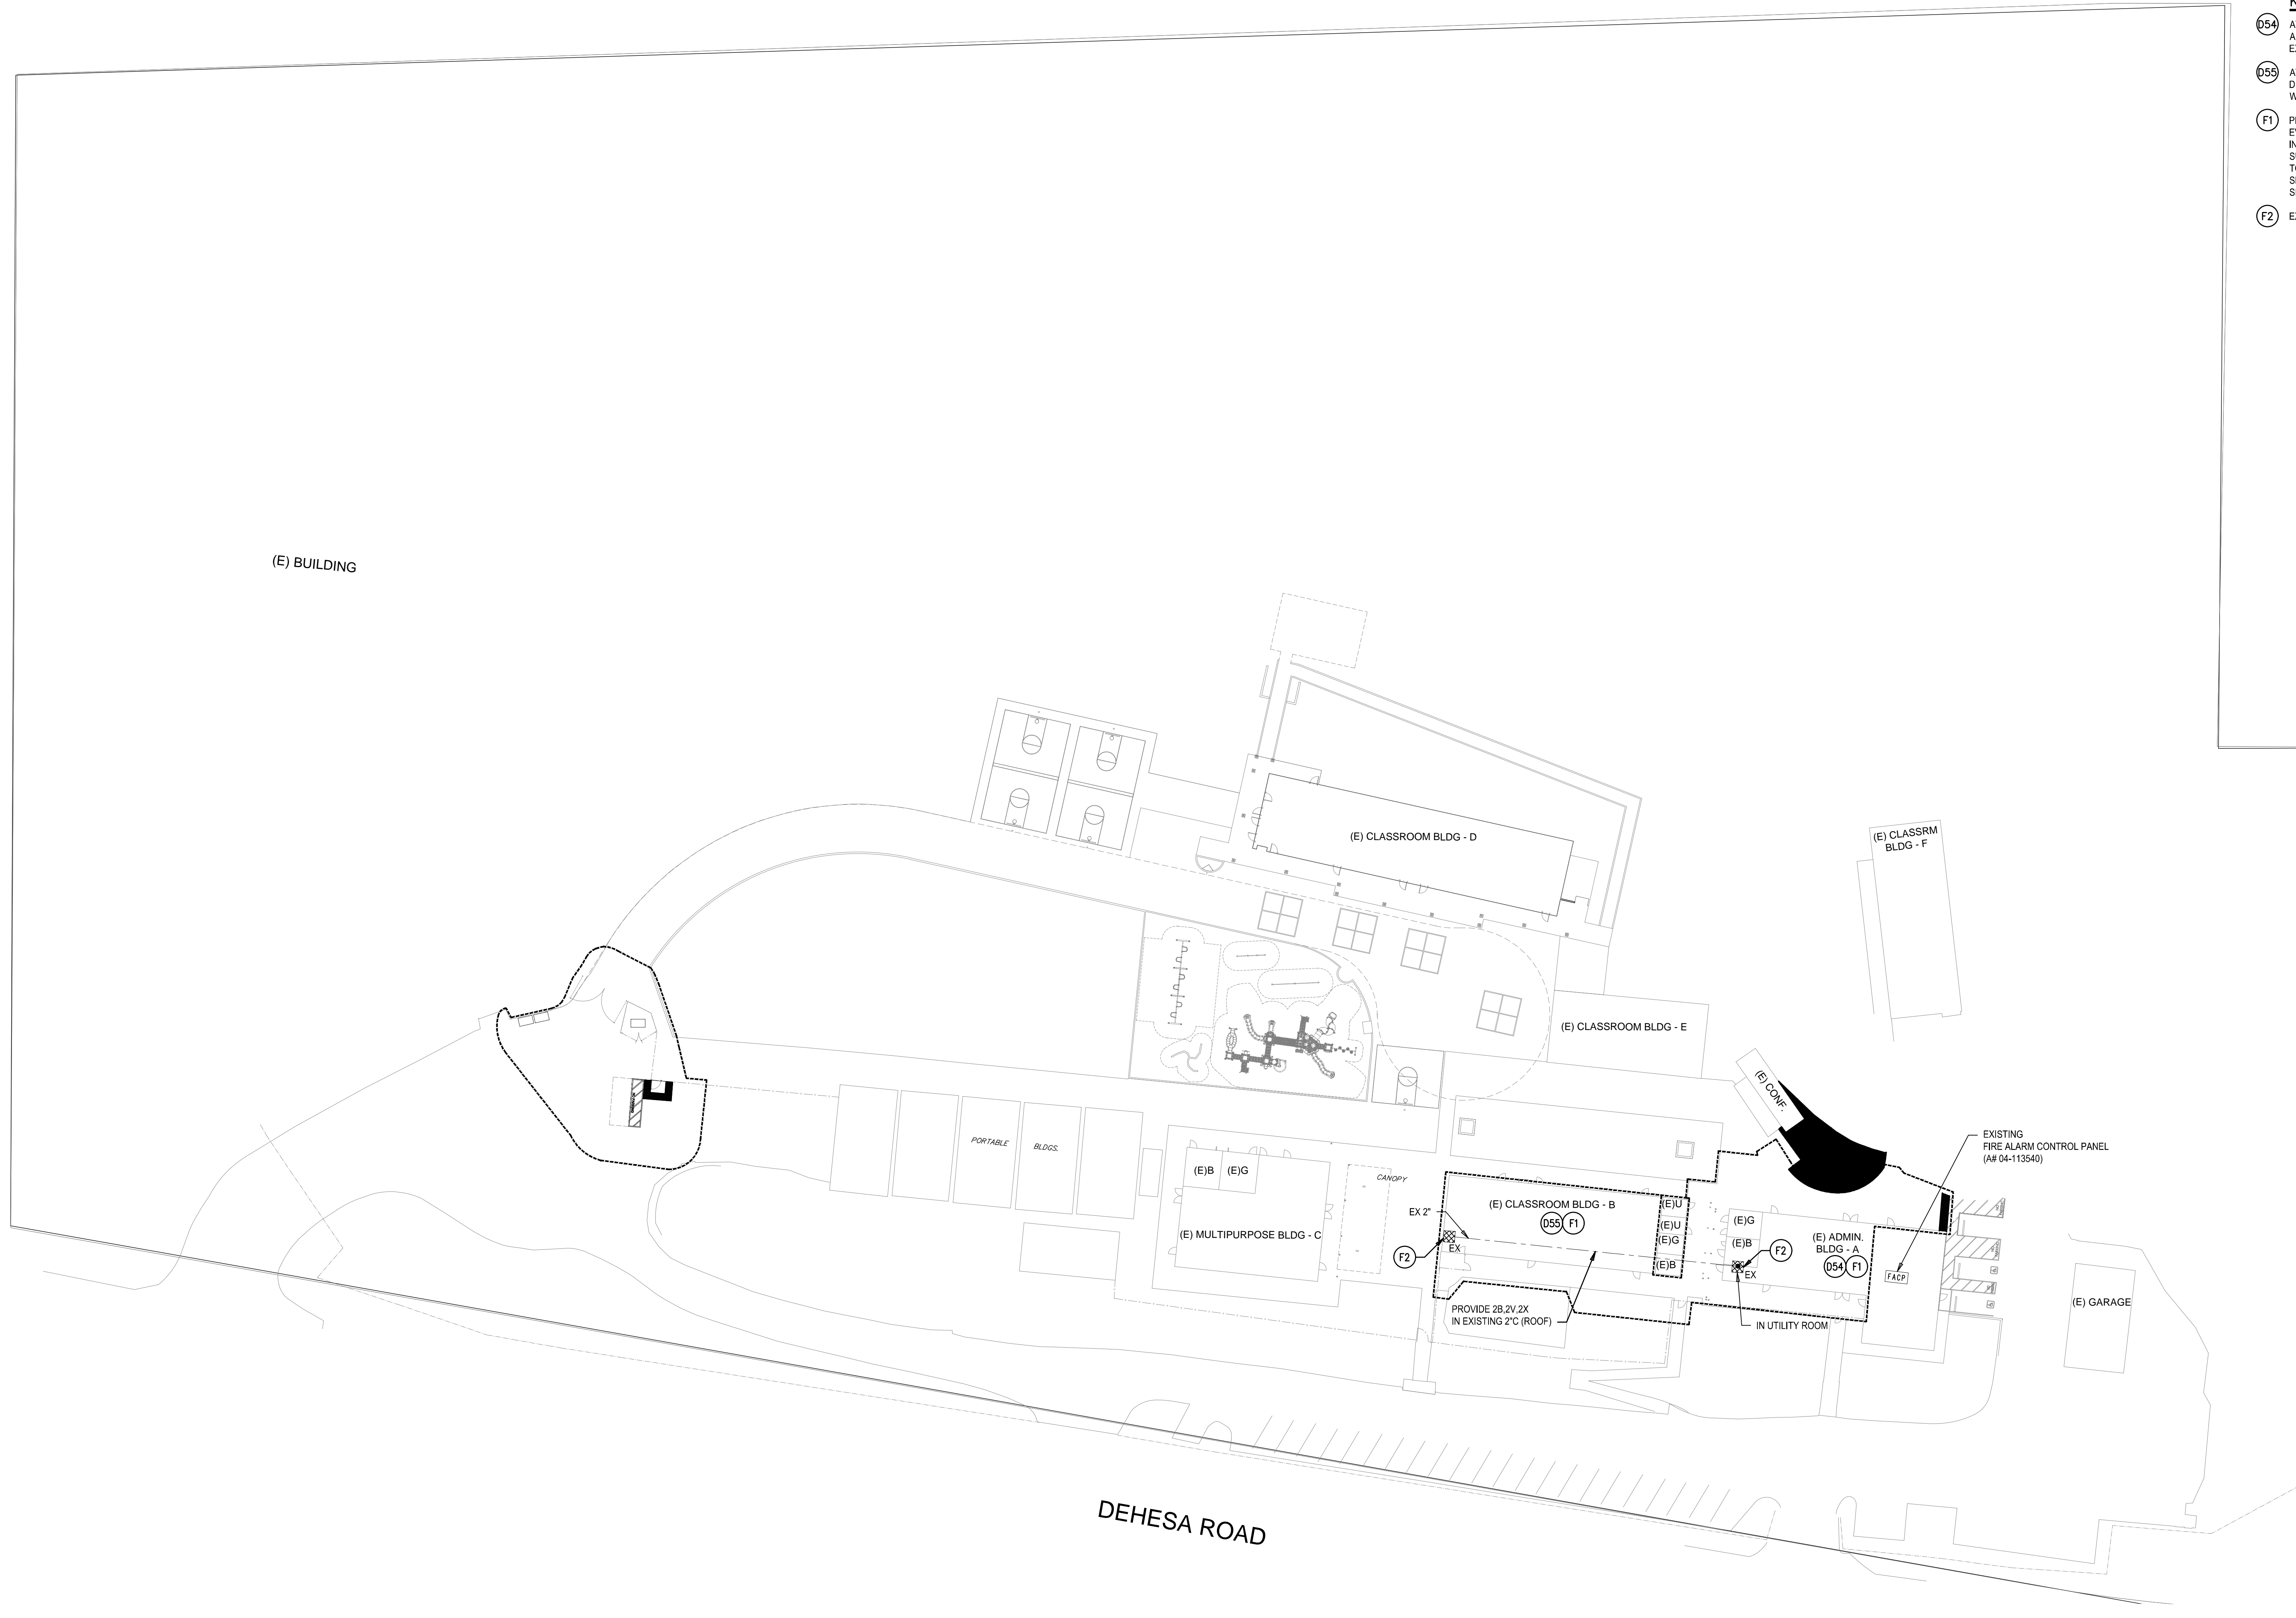 D54
D55
F1
F2
(E) BUILDING
(E) CLASSROOM BLDG - D
(E) CLASSRM
BLDG - F
(E) CLASSROOM BLDG - E
(E) CONF.
EXISTING
FIRE ALARM CONTROL PANEL
(A# 04-113540)
PORTABLE
BLDGS.
(E)B
(E)G
CANOPY
(E) MULTIPURPOSE BLDG - C
EX 2"
(E) CLASSROOM BLDG - B
D55
F1
(E)U
(E)U
(E)G
(E)B
F2
EX
(E)G
(E)B
F2
EX
(E) ADMIN.
BLDG - A
D54
F1
FACP
(E) GARAGE
PROVIDE 2B,2V,2X
IN EXISTING 2"C (ROOF)
IN UTILITY ROOM
DEHESA ROAD